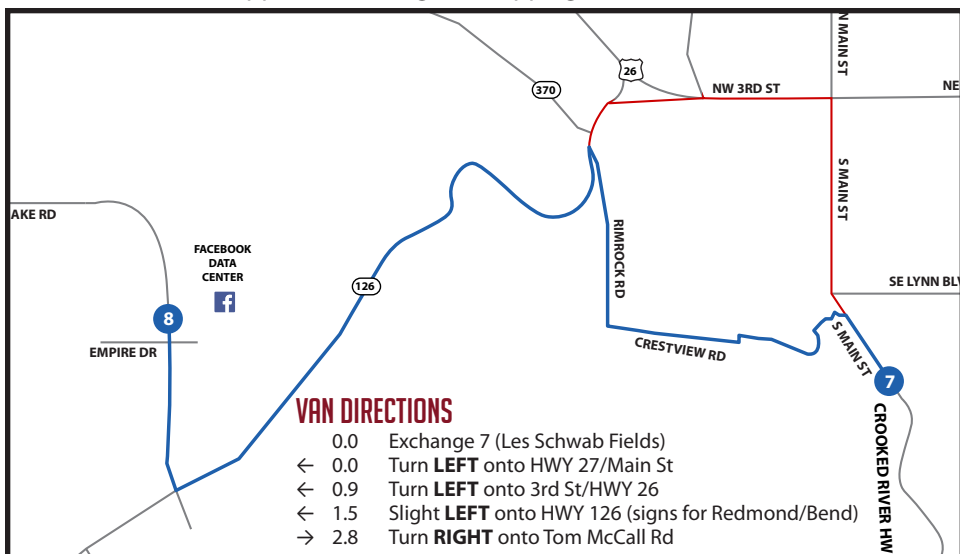 370
26
NW 3RD ST
N MAIN ST
NE
AKE RD
FACEBOOK
DATA
CENTER
f
126
RIMROCK RD
S MAIN ST
SE LYNN BLV
8
EMPIRE DR
CRESTVIEW RD
S MAIN ST
7
CROOKED RIVER HW
VAN DIRECTIONS
0.0 Exchange 7 (Les Schwab Fields)
← 0.0 Turn LEFT onto HWY 27/Main St
← 0.9 Turn LEFT onto 3rd St/HWY 26
← 1.5 Slight LEFT onto HWY 126 (signs for Redmond/Bend)
→ 2.8 Turn RIGHT onto Tom McCall Rd